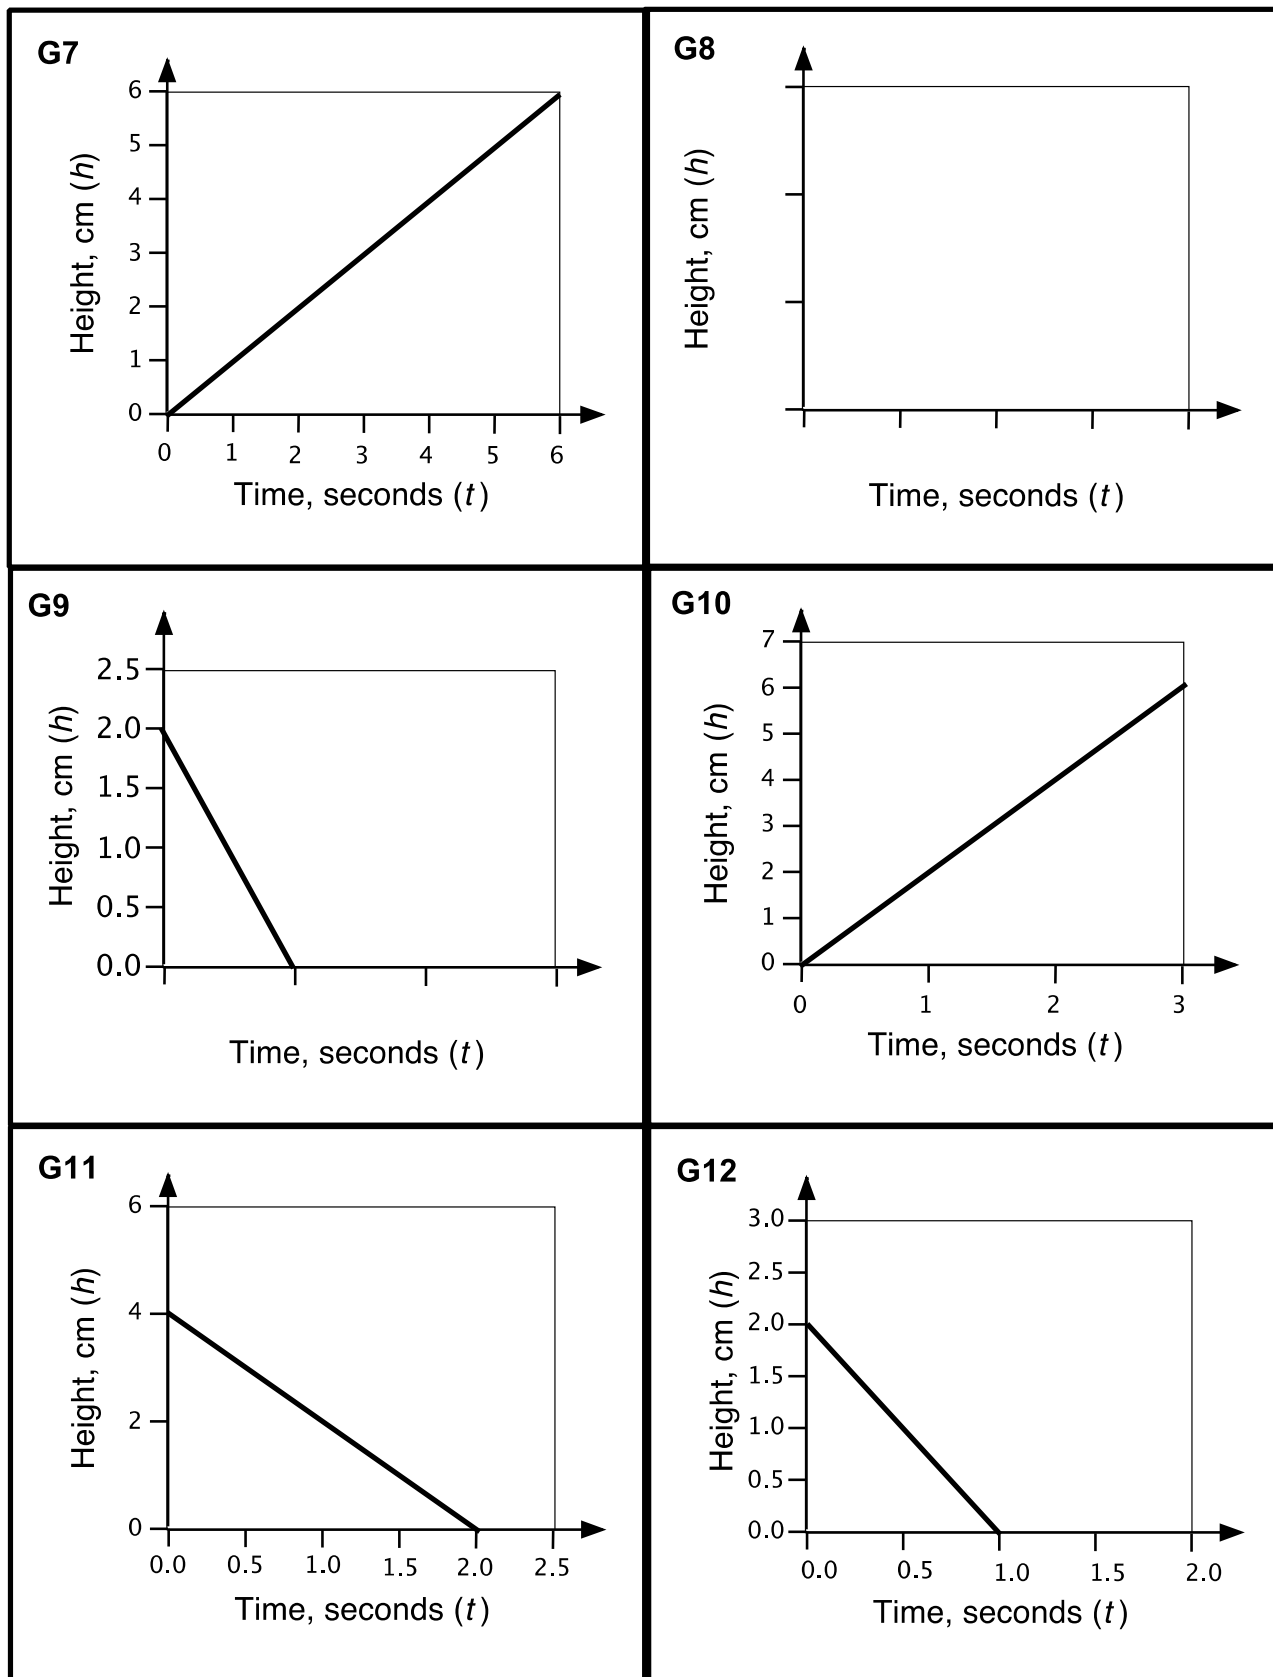 G7
Height, cm (h)
6
5
4
3
2
1
0
0 1 2 3 4 5 6
Time, seconds (t)
G8
Height, cm (h)
Time, seconds (t)
G9
Height, cm (h)
2.5
2.0
1.5
1.0
0.5
0.0
Time, seconds (t)
G10
Height, cm (h)
7
6
5
4
3
2
1
0
0 1 2 3
Time, seconds (t)
G11
Height, cm (h)
6
4
2
0
0.0 0.5 1.0 1.5 2.0 2.5
Time, seconds (t)
G12
Height, cm (h)
3.0
2.5
2.0
1.5
1.0
0.5
0.0
0.0 0.5 1.0 1.5 2.0
Time, seconds (t)